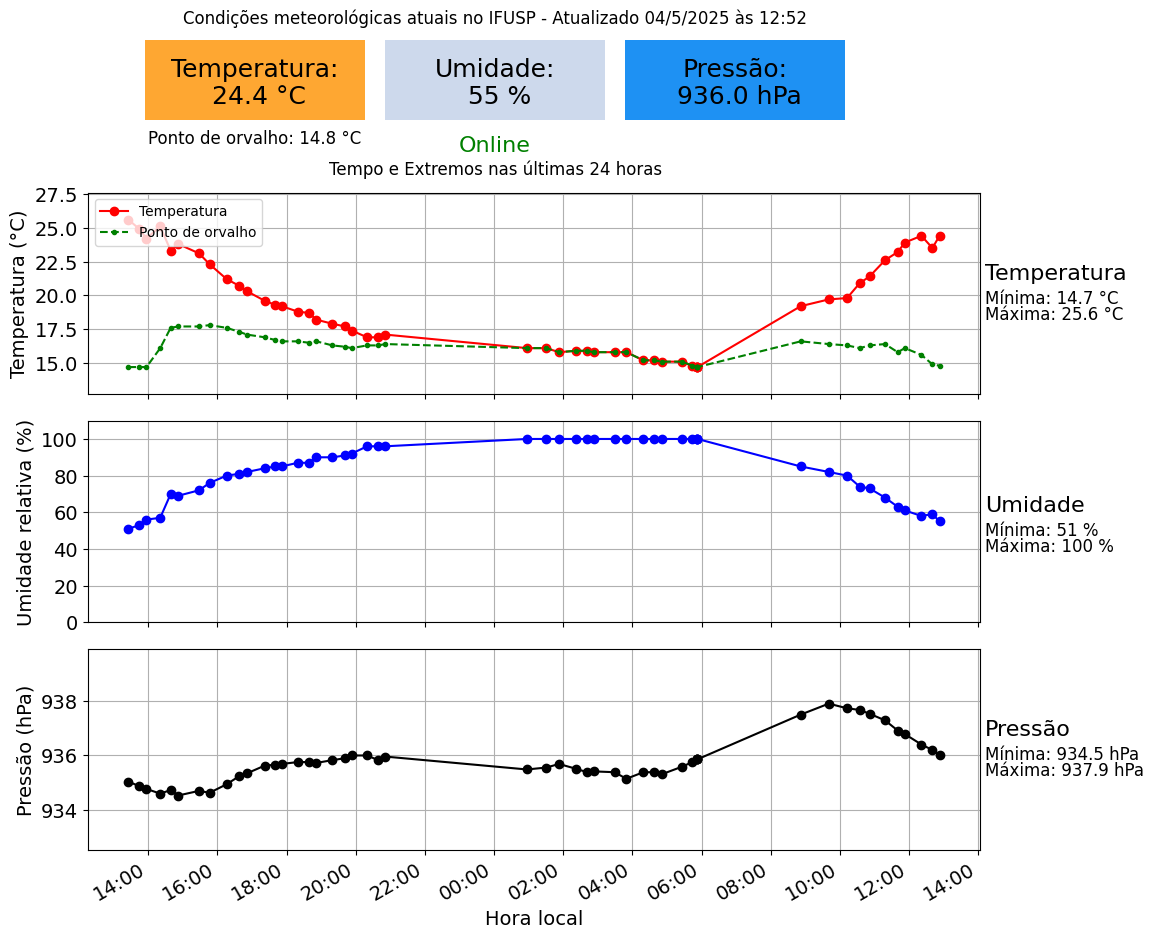 Condições meteorológicas atuais no IFUSP - Atualizado 04/5/2025 às 12:52
Temperatura:
24.4 °C
Umidade:
55 %
Pressão:
936.0 hPa
Ponto de orvalho: 14.8 °C
Online
Tempo e Extremos nas últimas 24 horas
Temperatura (°C)
27.5
25.0
22.5
20.0
17.5
15.0
Temperatura
Ponto de orvalho
Temperatura
Mínima: 14.7 °C
Máxima: 25.6 °C
Umidade relativa (%)
100
80
60
40
20
0
Umidade
Mínima: 51 %
Máxima: 100 %
Pressão (hPa)
938
936
934
Pressão
Mínima: 934.5 hPa
Máxima: 937.9 hPa
14:00
16:00
18:00
20:00
22:00
00:00
02:00
04:00
06:00
08:00
10:00
12:00
14:00
Hora local